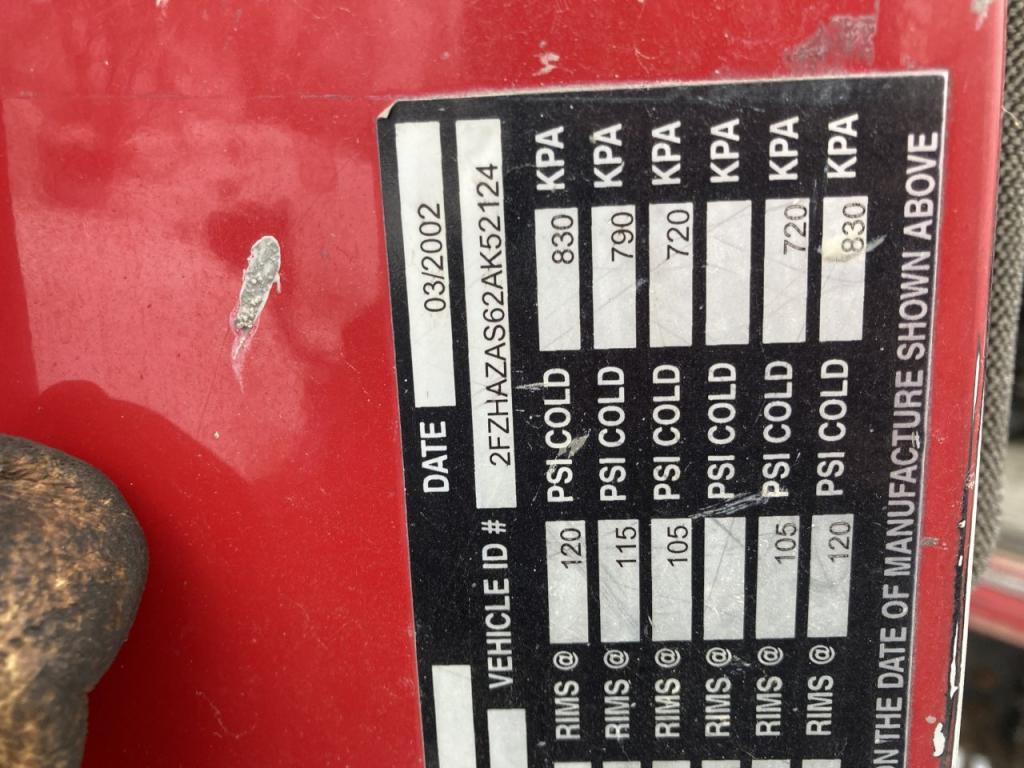 DATE 03/2002
VEHICLE ID # 2FZHAZAS62AK52124
RIMS @ 120 PSI COLD 830 KPA
RIMS @ 115 PSI COLD 790 KPA
RIMS @ 105 PSI COLD 720 KPA
RIMS @ PSI COLD KPA
RIMS @ 105 PSI COLD 720 KPA
RIMS @ 120 PSI COLD 830 KPA
ON THE DATE OF MANUFACTURE SHOWN ABOVE